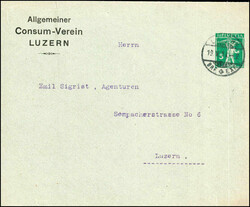 Allgemeiner
Consum-Verein
LUZERN
Herrn
Emil Sigrist, Agenturen
Sempacherstrasse No 6
Luzern.